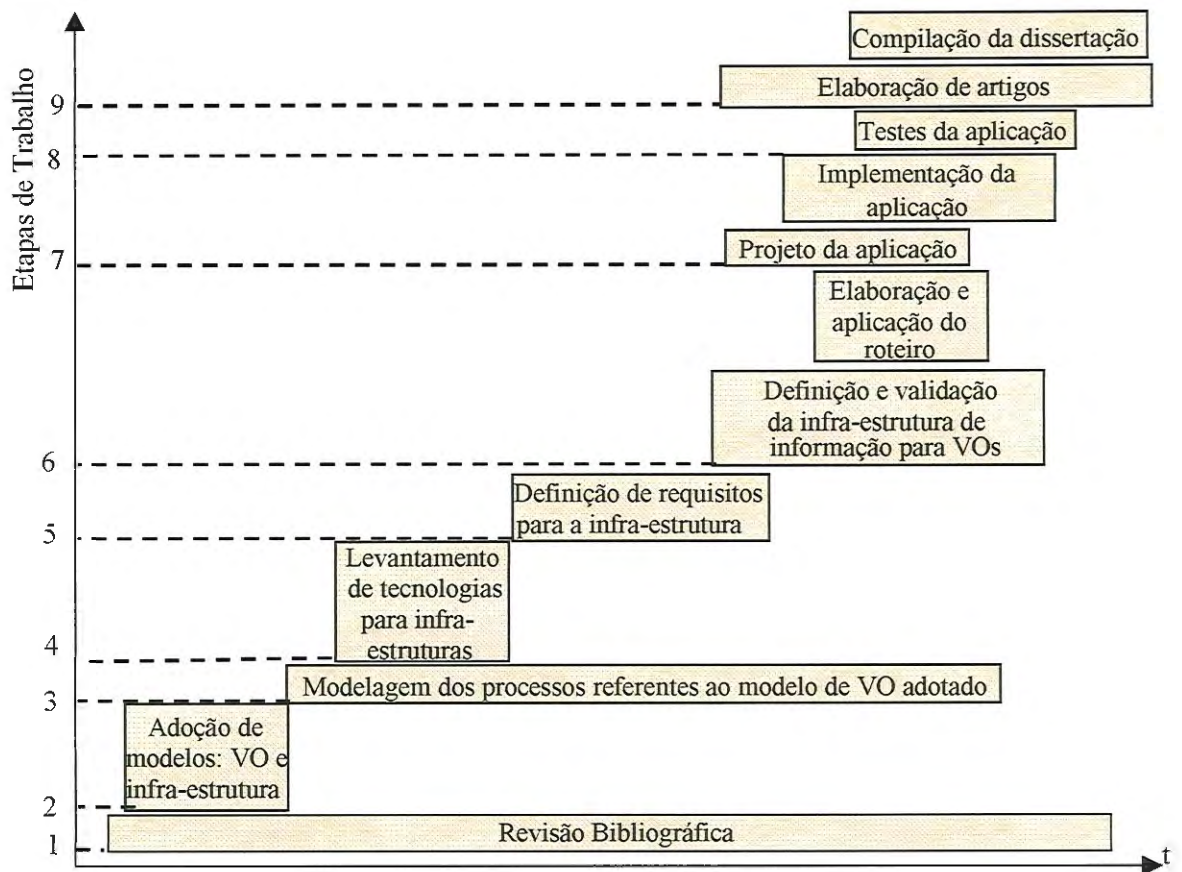 Compilação da dissertação
Etapas de Trabalho
9
Elaboração de artigos
Testes da aplicação
8
Implementação da
aplicação
7
Projeto da aplicação
Elaboração e
aplicação do
roteiro
Definição e validação
da infra-estrutura de
informação para VOs
6
Definição de requisitos
para a infra-estrutura
5
Levantamento
de tecnologias
para infra-
estruturas
4
Modelagem dos processos referentes ao modelo de VO adotado
3
Adoção de
modelos: VO e
infra-estrutura
2
Revisão Bibliográfica
1
t